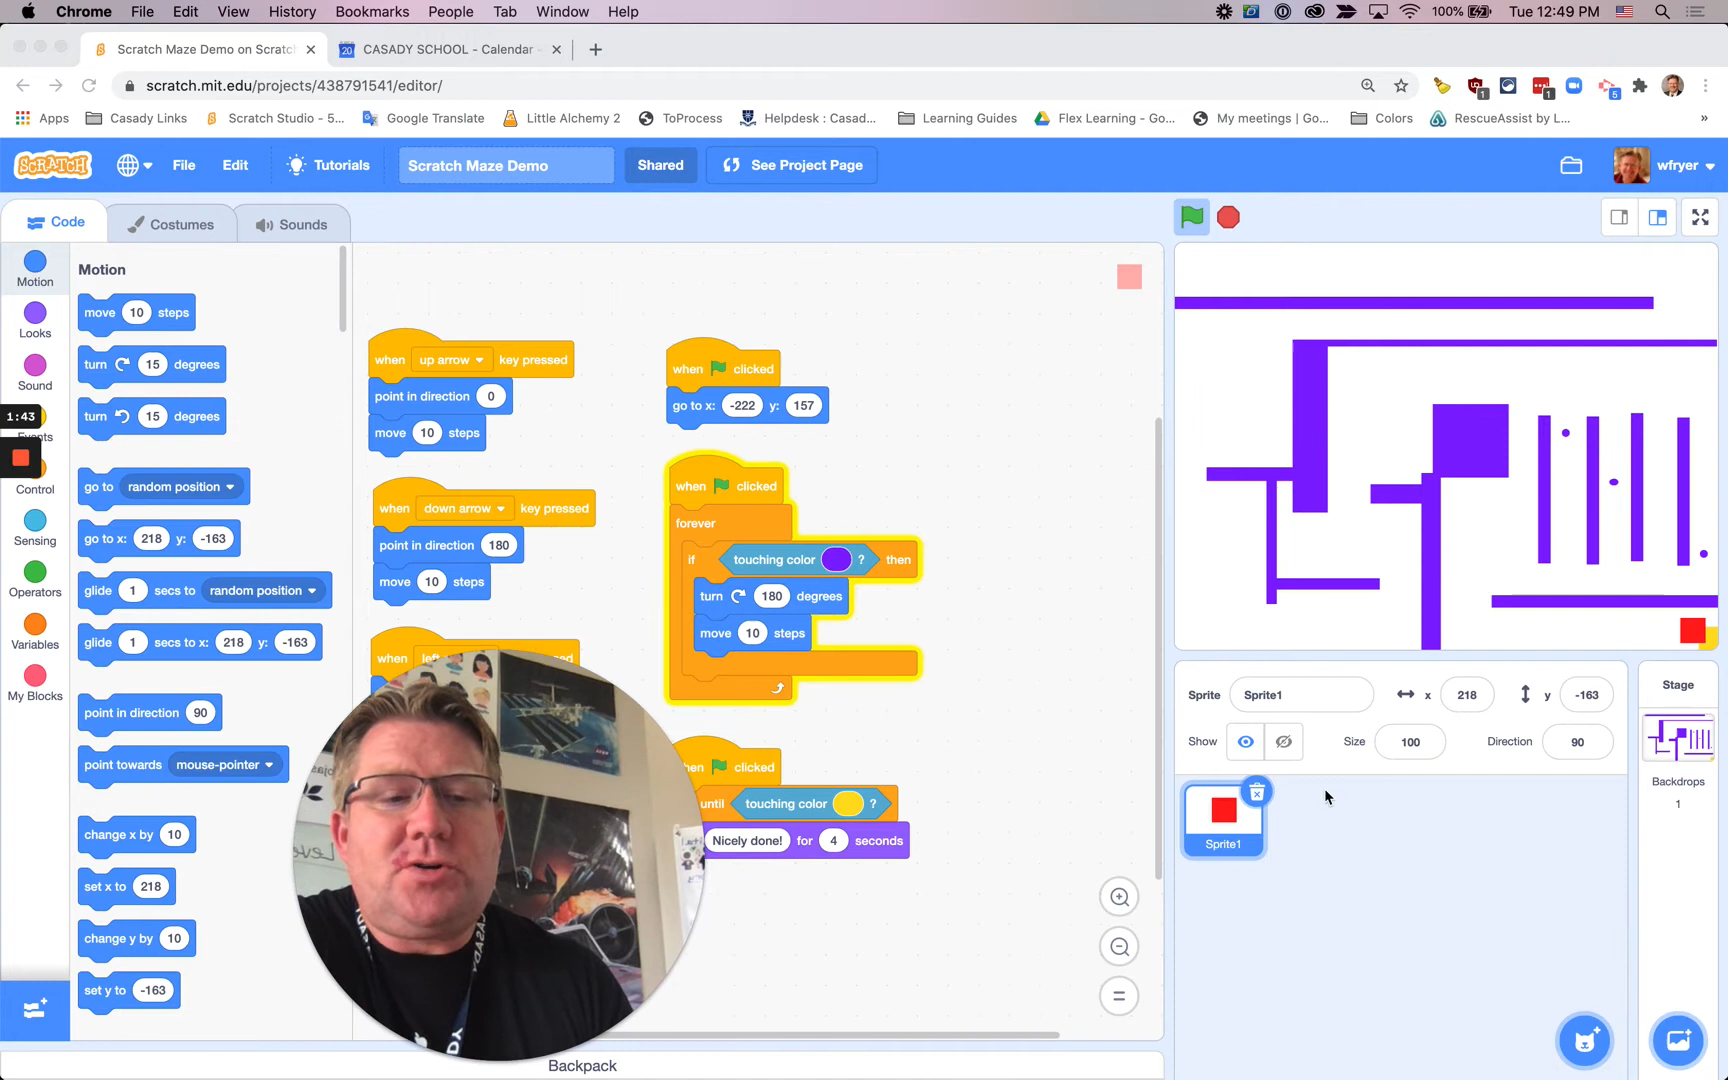 Chrome File Edit View History Bookmarks People Tab Window Help 100% Tue 12:49 PM
Scratch Maze Demo on Scratch CASADY SCHOOL - Calendar -
20
scratch.mit.edu/projects/438791541/editor/
1 1 5
Apps Casady Links Scratch Studio - 5... Google Translate Little Alchemy 2 ToProcess Helpdesk : Casad... Learning Guides Flex Learning - Go... My meetings | Go... Colors RescueAssist by L... »
SCRATCH File Edit Tutorials Scratch Maze Demo Shared See Project Page wfryer
Code Costumes Sounds
Motion
Looks
Sound
1:43
Events
Control
Sensing
Operators
Variables
My Blocks
Motion
move 10 steps
turn 15 degrees
turn 15 degrees
go to random position
go to x: 218 y: -163
glide 1 secs to random position
glide 1 secs to x: 218 y: -163
point in direction 90
point towards mouse-pointer
change x by 10
set x to 218
change y by 10
set y to -163
when up arrow key pressed
point in direction 0
move 10 steps
when down arrow key pressed
point in direction 180
move 10 steps
when left
when clicked
go to x: -222 y: 157
when clicked
forever
if touching color ? then
turn 180 degrees
move 10 steps
clicked
until touching color ?
Nicely done! for 4 seconds
Sprite Sprite1 x 218 y -163
Show Size 100 Direction 90
Sprite1
Stage
Backdrops
1
Backpack